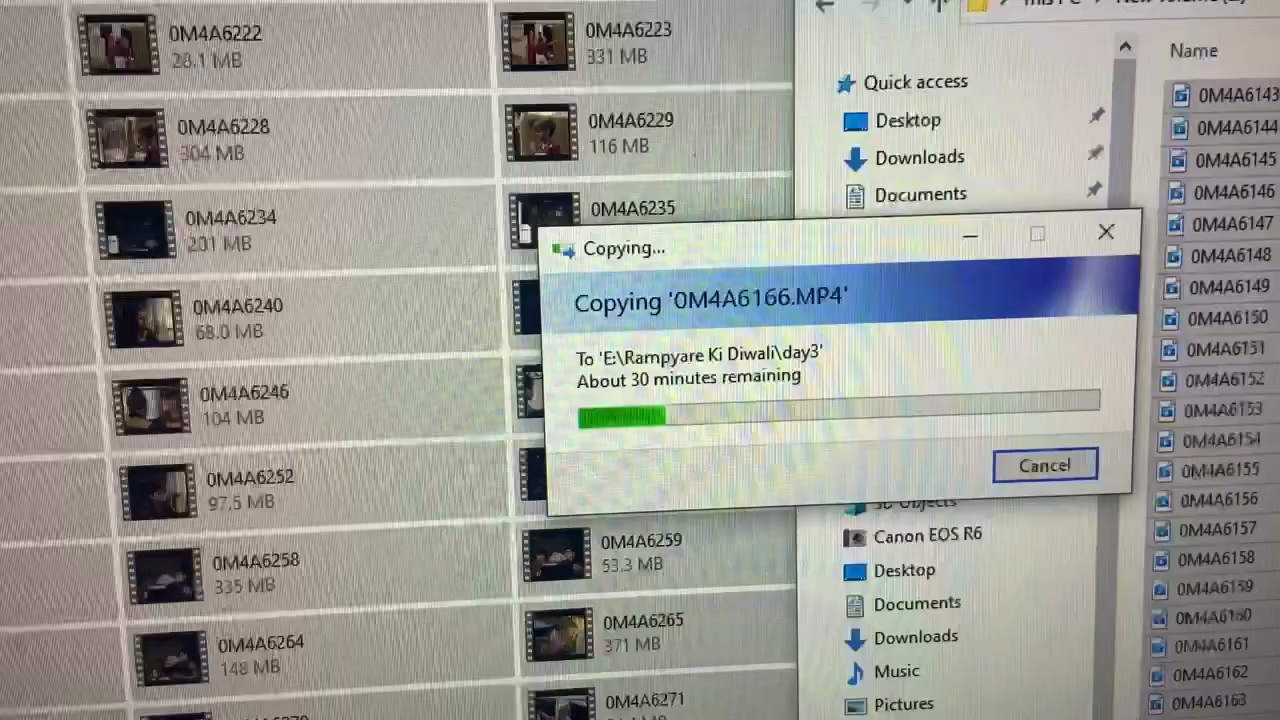 0M4A6222
28.1 MB
0M4A6223
331 MB
0M4A6228
304 MB
0M4A6229
116 MB
0M4A6234
201 MB
0M4A6235
0M4A6240
68.0 MB
0M4A6246
104 MB
0M4A6252
97.5 MB
0M4A6258
335 MB
0M4A6259
53.3 MB
0M4A6264
148 MB
0M4A6265
371 MB
0M4A6271
Quick access
Desktop
Downloads
Documents
Copying...
Copying '0M4A6166.MP4'
To 'E:\Rampyare Ki Diwali\day3'
About 30 minutes remaining
Cancel
3D Objects
Canon EOS R6
Desktop
Documents
Downloads
Music
Pictures
Name
0M4A6143
0M4A6144
0M4A6145
0M4A6146
0M4A6147
0M4A6148
0M4A6149
0M4A6150
0M4A6151
0M4A6152
0M4A6153
0M4A6154
0M4A6155
0M4A6156
0M4A6157
0M4A6158
0M4A6159
0M4A6160
0M4A6161
0M4A6162
0M4A6163